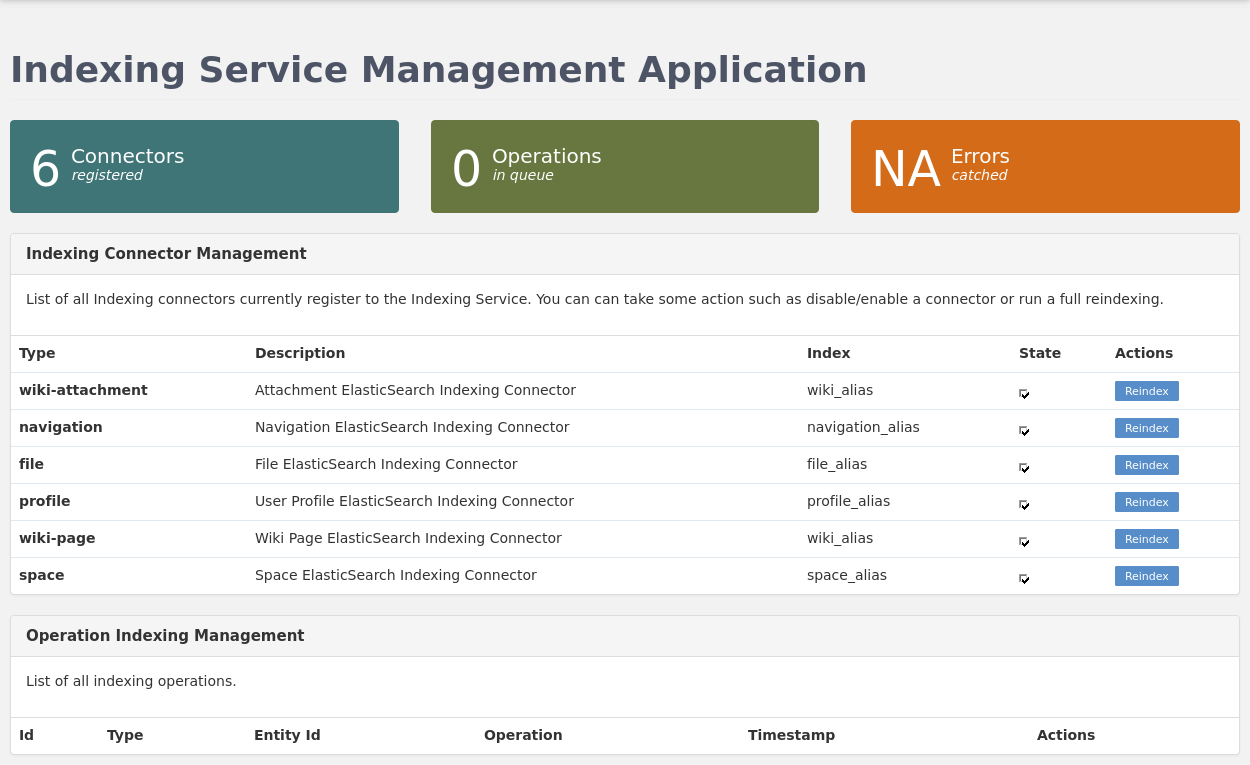 Indexing Service Management Application
6 Connectors registered
0 Operations in queue
NA Errors catched
Indexing Connector Management
List of all Indexing connectors currently register to the Indexing Service. You can can take some action such as disable/enable a connector or run a full reindexing.
Type Description Index State Actions
wiki-attachment Attachment ElasticSearch Indexing Connector wiki_alias Reindex
navigation Navigation ElasticSearch Indexing Connector navigation_alias Reindex
file File ElasticSearch Indexing Connector file_alias Reindex
profile User Profile ElasticSearch Indexing Connector profile_alias Reindex
wiki-page Wiki Page ElasticSearch Indexing Connector wiki_alias Reindex
space Space ElasticSearch Indexing Connector space_alias Reindex
Operation Indexing Management
List of all indexing operations.
Id Type Entity Id Operation Timestamp Actions